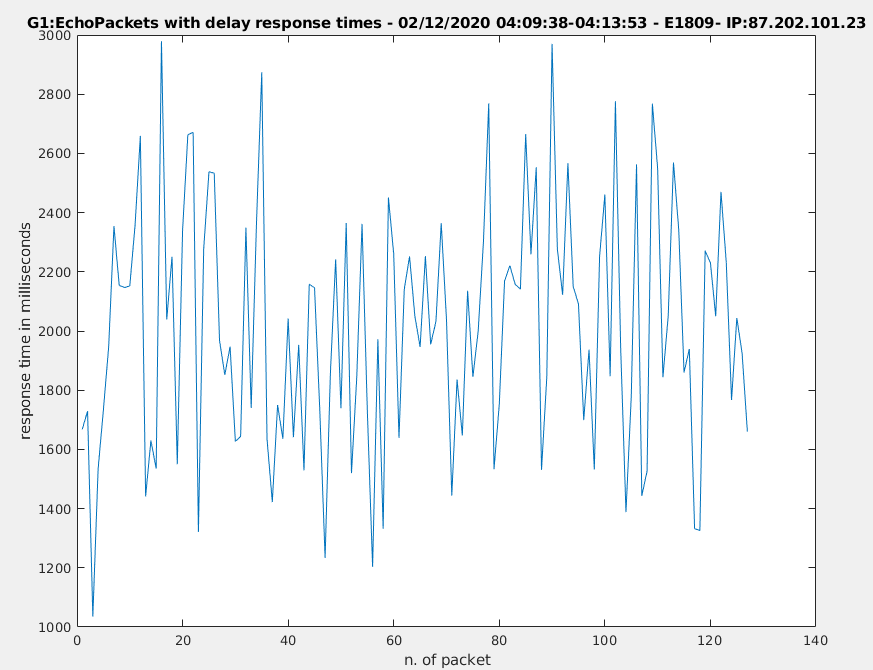 G1:EchoPackets with delay response times - 02/12/2020 04:09:38-04:13:53 - E1809- IP:87.202.101.23
3000
2800
2600
2400
2200
2000
1800
1600
1400
1200
1000
response time in milliseconds
0 20 40 60 80 100 120 140
n. of packet